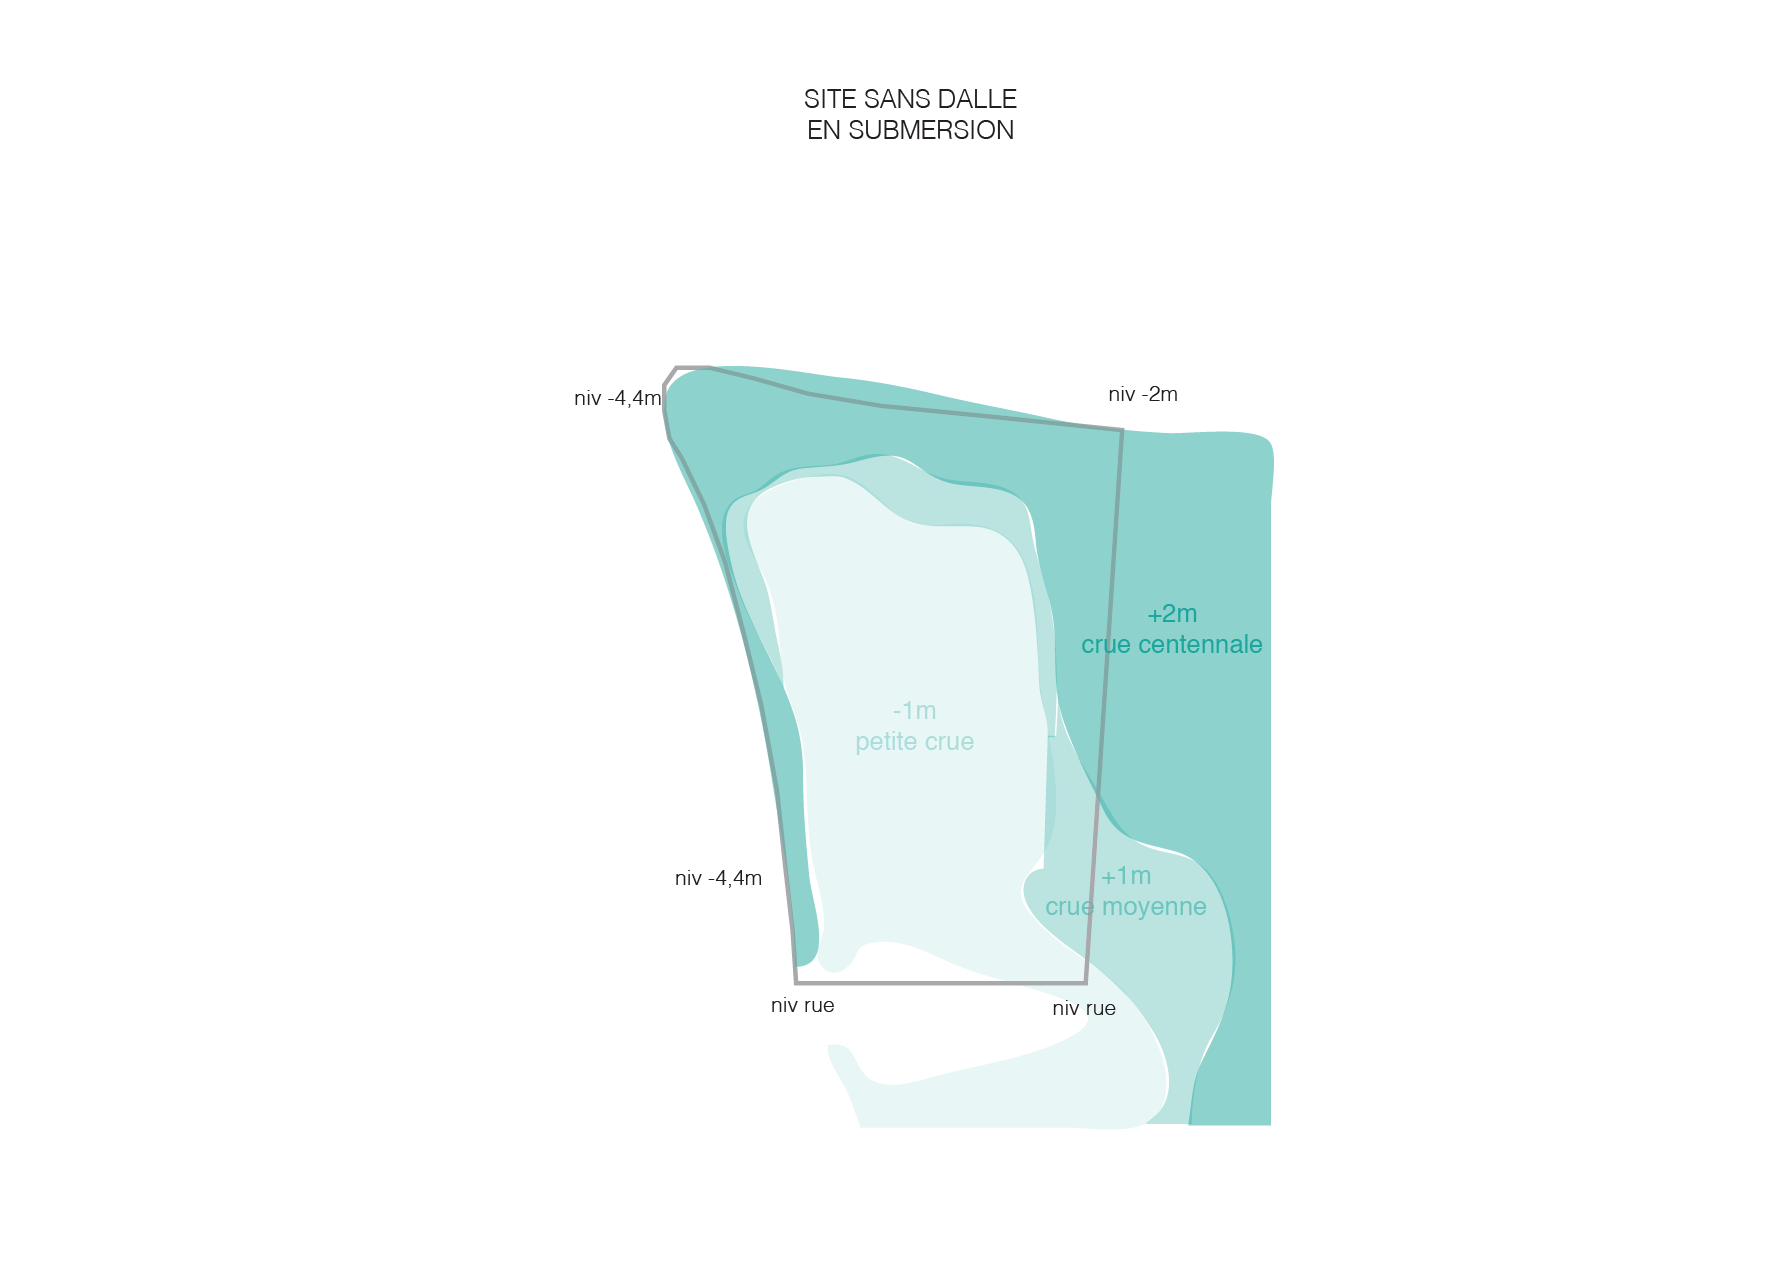 SITE SANS DALLE
EN SUBMERSION
niv -4,4m
niv -2m
+2m
crue centennale
-1m
petite crue
niv -4,4m
+1m
crue moyenne
niv rue
niv rue